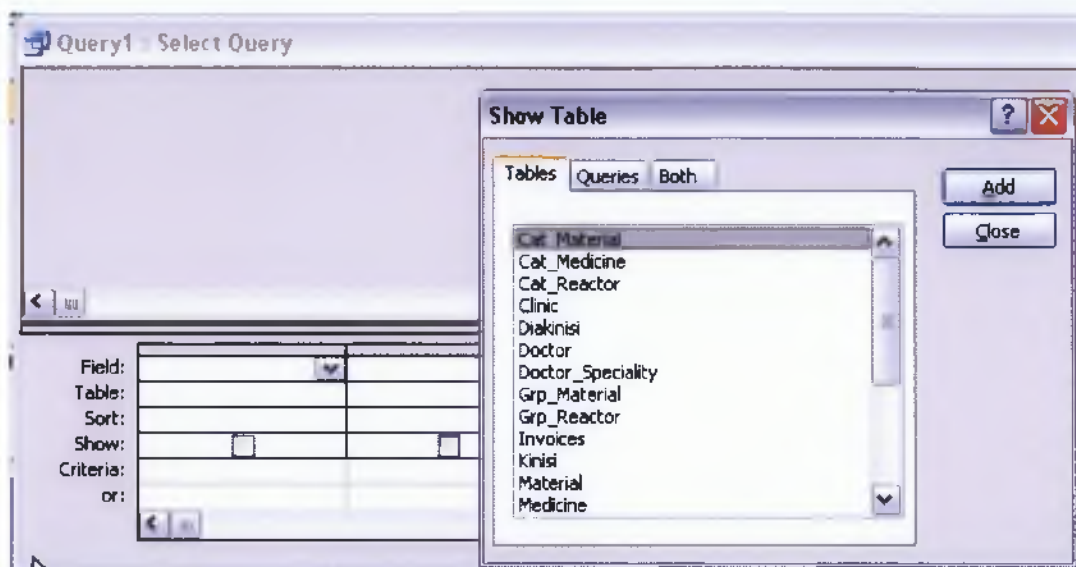 Query1 : Select Query
Show Table
Tables Queries Both
Add
Close
Cat_Material
Cat_Medicine
Cat_Reactor
Clinic
Diakinisi
Doctor
Doctor_Speciality
Grp_Material
Grp_Reactor
Invoices
Kinisi
Material
Medicine
Field:
Table:
Sort:
Show:
Criteria:
or: